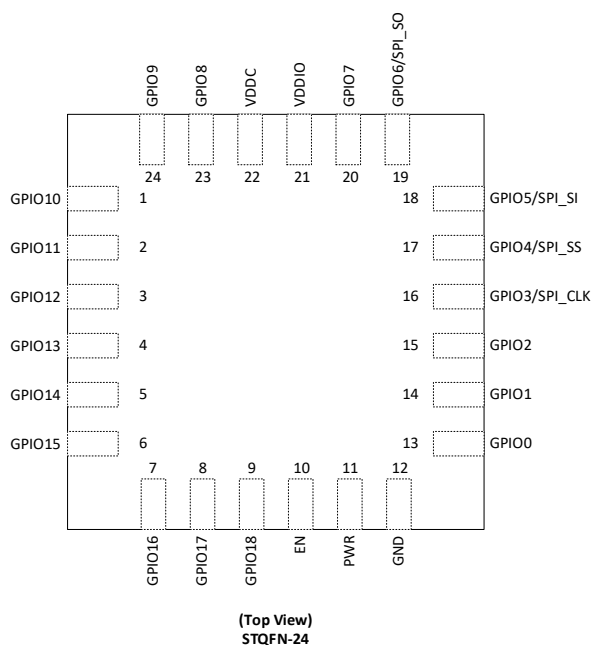 GPIO9
GPIO8
VDDC
VDDIO
GPIO7
GPIO6/SPI_SO
24
23
22
21
20
19
GPIO10
1
18
GPIO5/SPI_SI
GPIO11
2
17
GPIO4/SPI_SS
GPIO12
3
16
GPIO3/SPI_CLK
GPIO13
4
15
GPIO2
GPIO14
5
14
GPIO1
GPIO15
6
13
GPIO0
7
8
9
10
11
12
GPIO16
GPIO17
GPIO18
EN
PWR
GND
(Top View)
STQFN-24